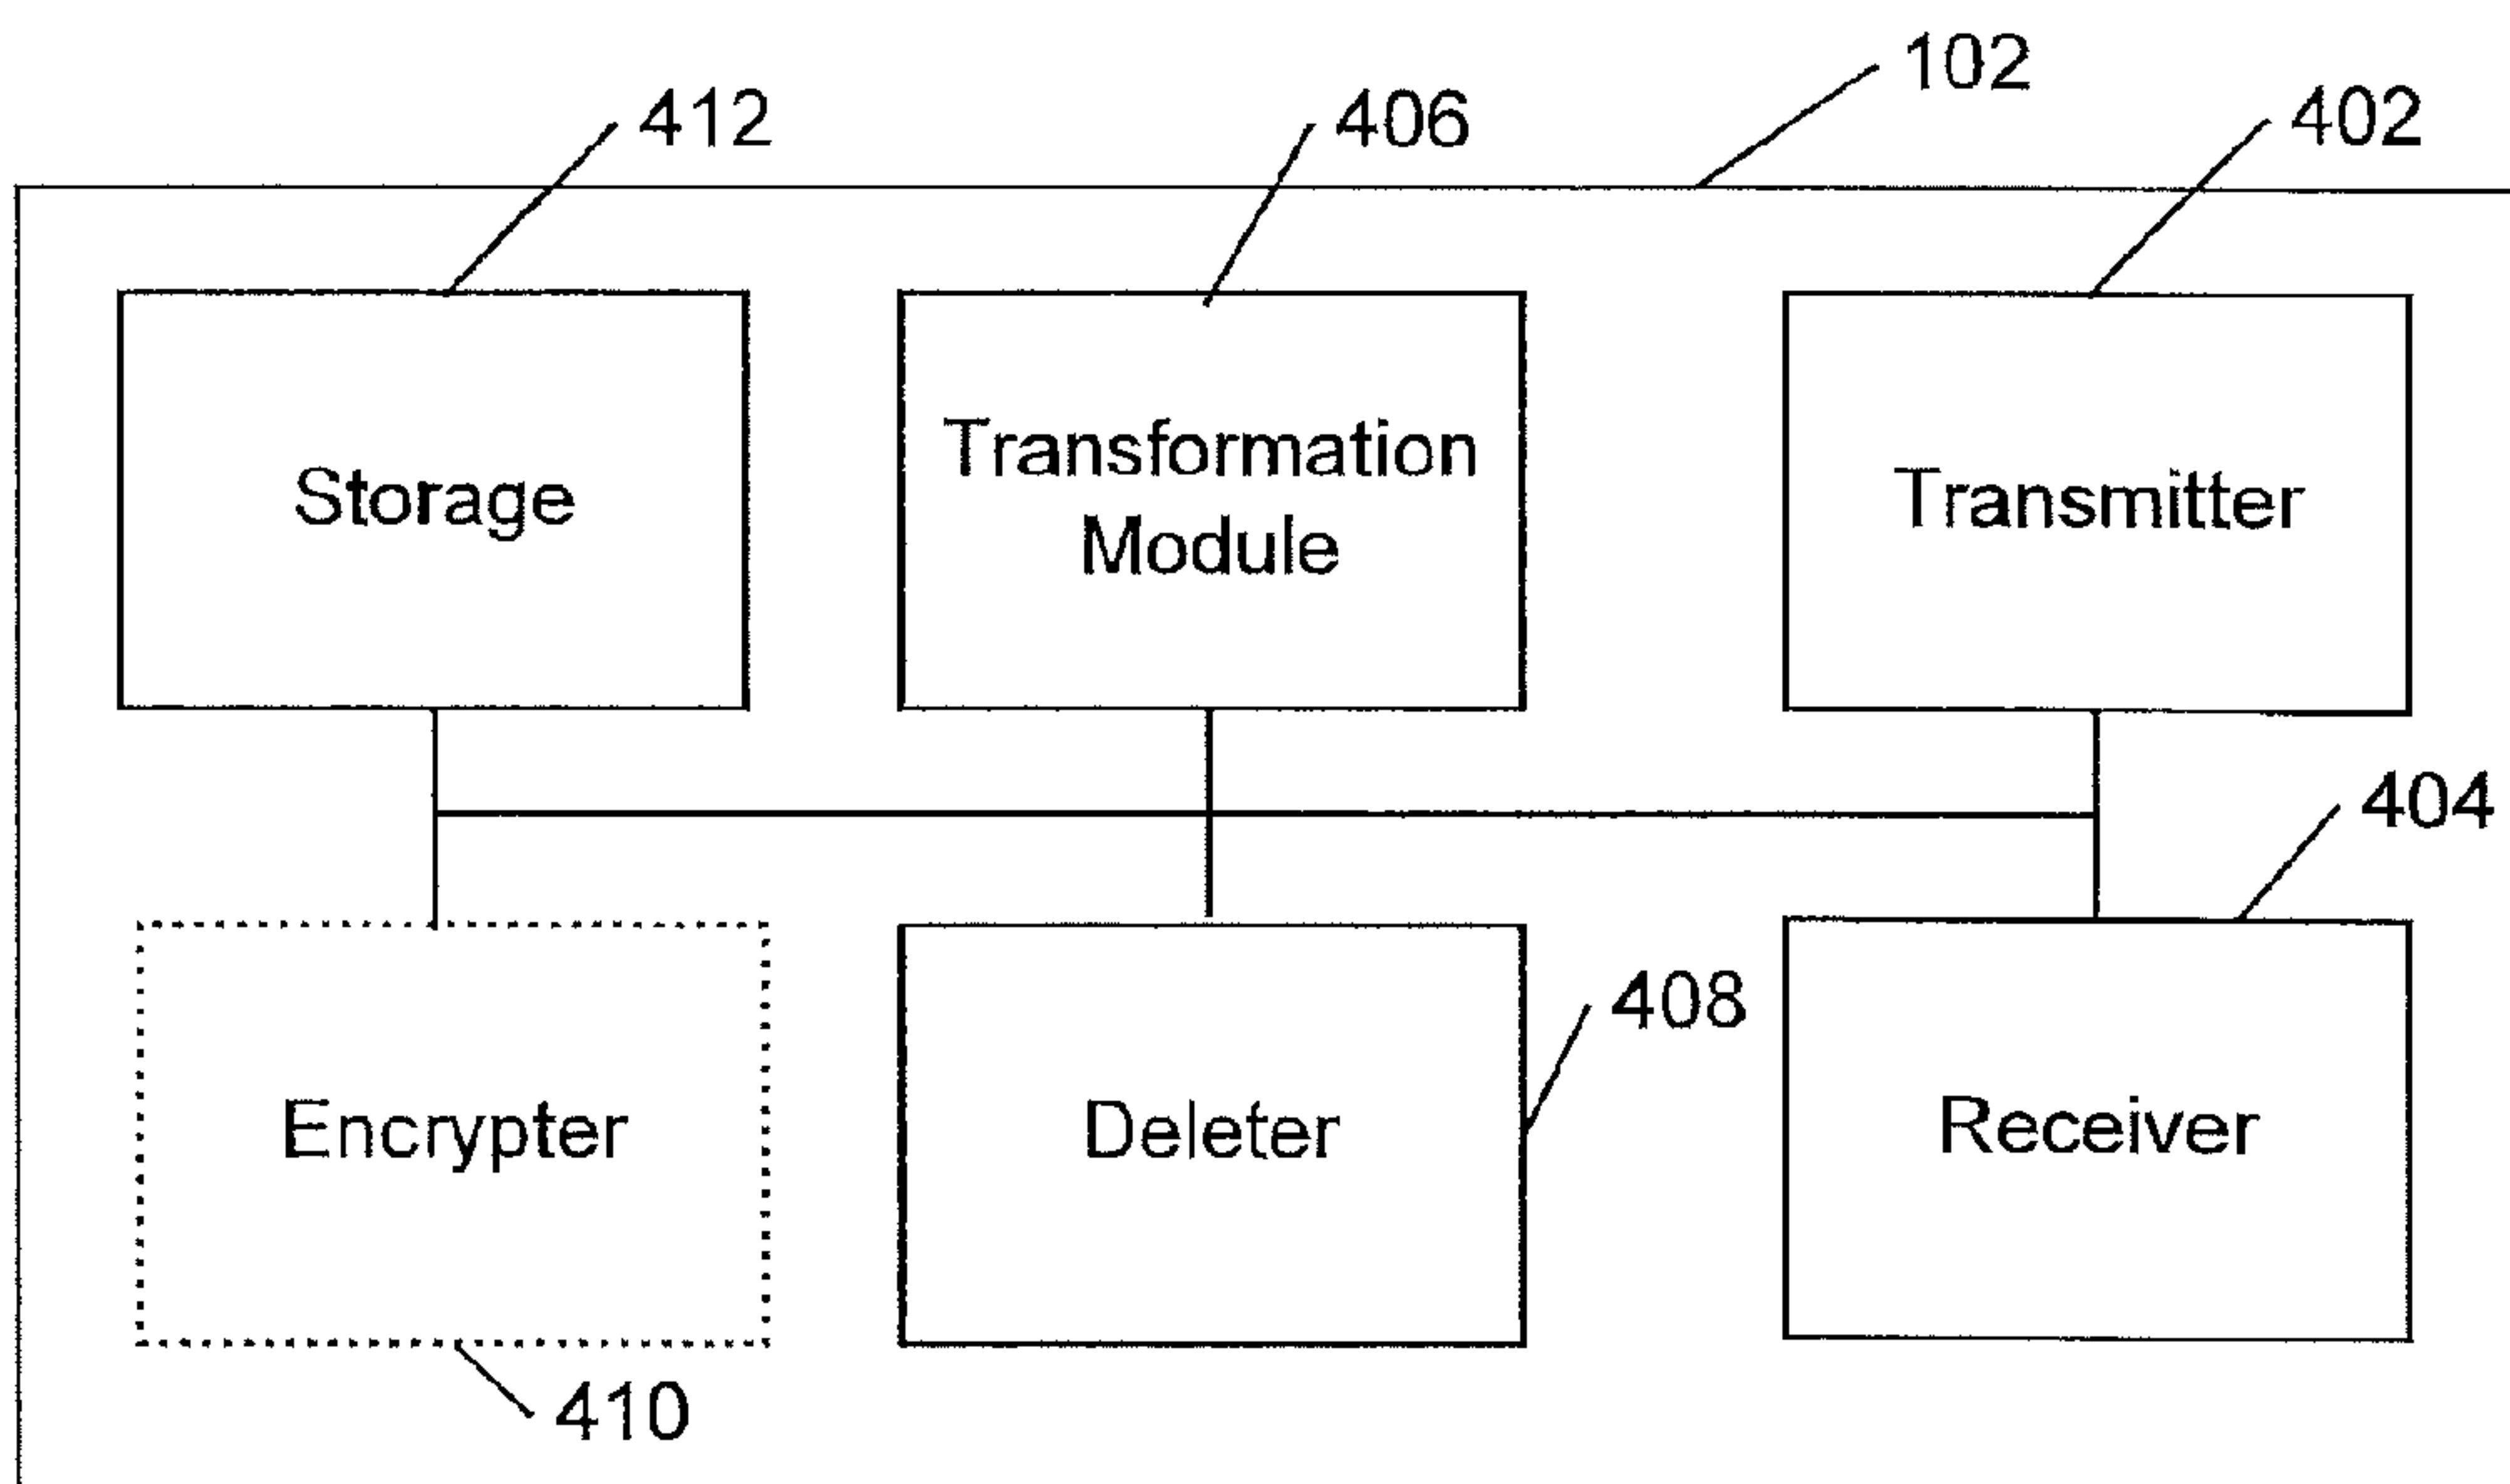 102
412
406
402
Storage
Transformation
Module
Transmitter
404
408
Encrypter
Deleter
Receiver
410